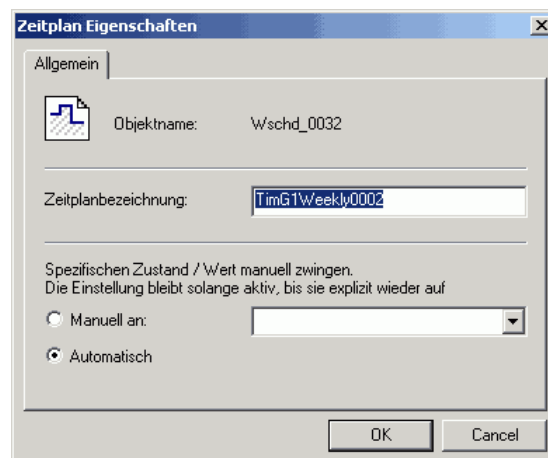 Zeitplan Eigenschaften
Allgemein
Objektname: Wschd_0032
Zeitplanbezeichnung: TimG1Weekly0002
Spezifischen Zustand / Wert manuell zwingen.
Die Einstellung bleibt solange aktiv, bis sie explizit wieder auf
Manuell an:
Automatisch
OK Cancel